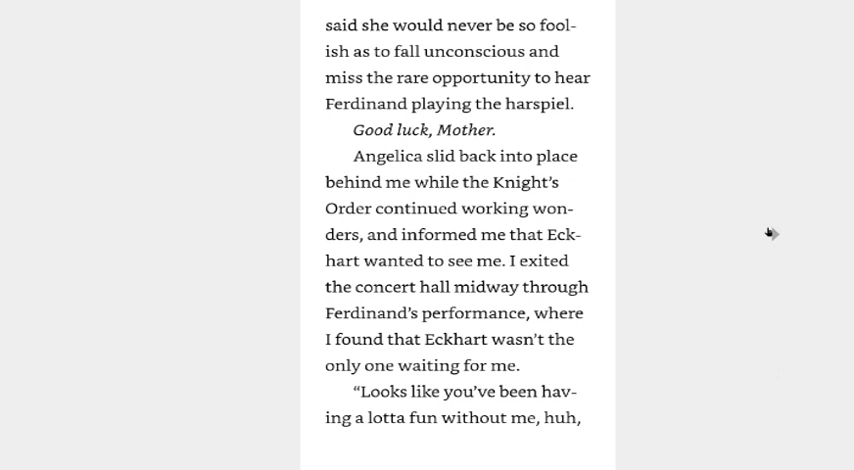 said she would never be so fool-
ish as to fall unconscious and
miss the rare opportunity to hear
Ferdinand playing the harspiel.
Good luck, Mother.
Angelica slid back into place
behind me while the Knight’s
Order continued working won-
ders, and informed me that Eck-
hart wanted to see me. I exited
the concert hall midway through
Ferdinand’s performance, where
I found that Eckhart wasn’t the
only one waiting for me.
“Looks like you’ve been hav-
ing a lotta fun without me, huh,